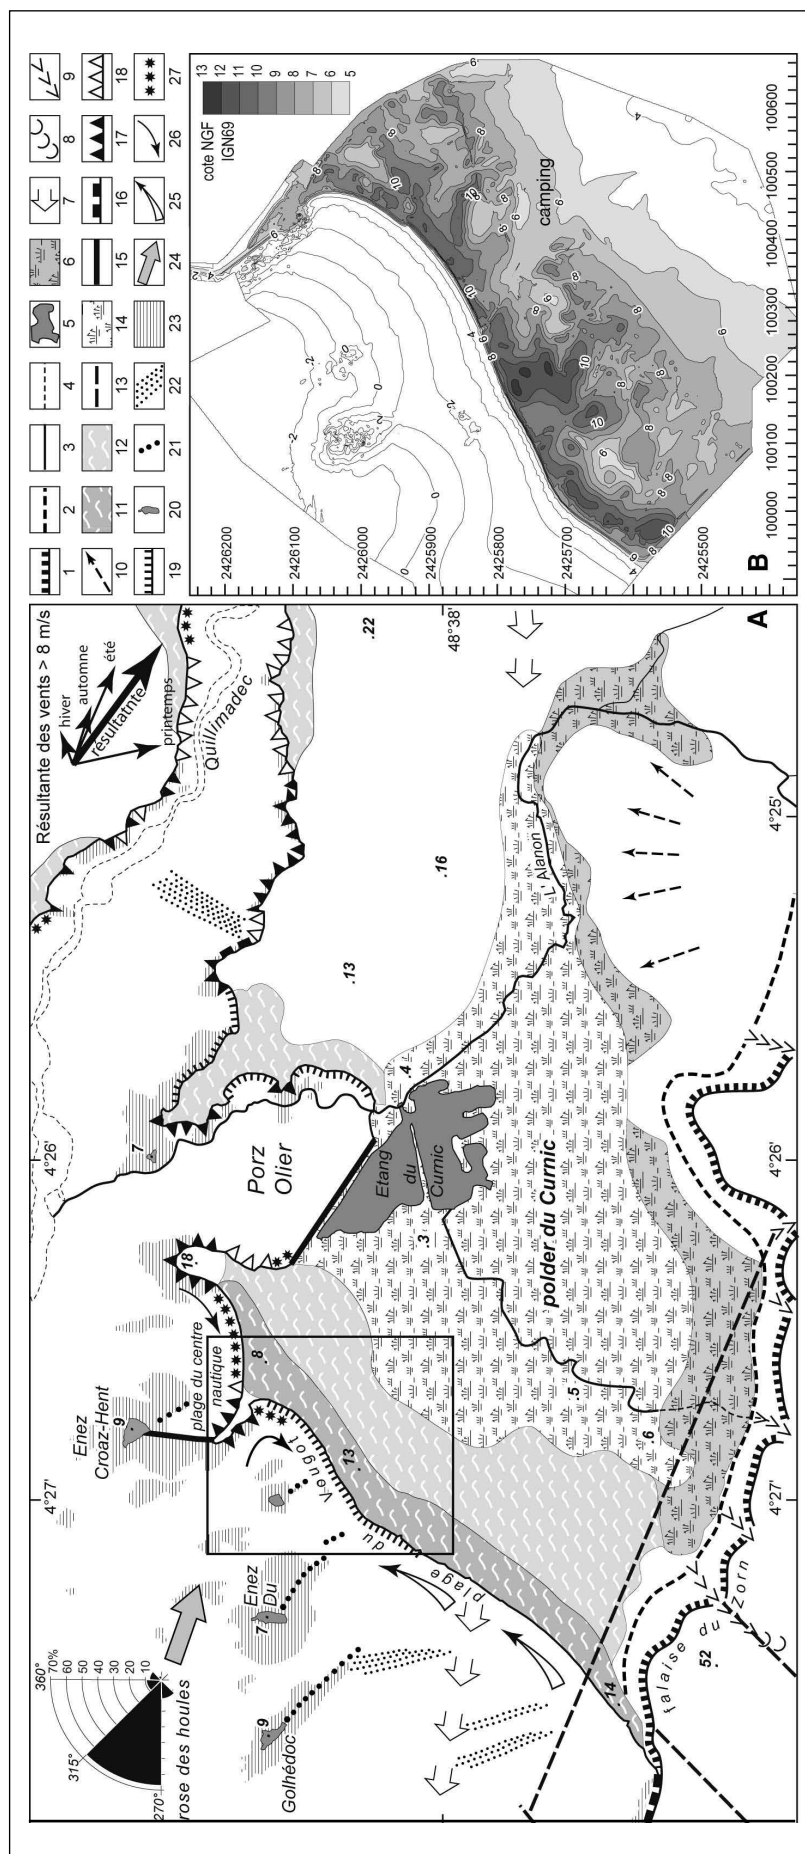 360°
70%
60
50
40
30
20
10
315°
270°
rose des houles
4°27'
4°26'
Résultante des vents > 8 m/s
hiver
automne
été
résultatnte
printemps
Quillimadec
Enez
Croaz-Hent
9
7
18
plage du centre
nautique
Porz
Olier
Golhédoc
9
Enez
Du
7
plage du Vougot
8
13
13
16
22
48°38'
Etang
du
Curnic
4
3
polder du Curnic
L' Alanon
5
6
14
falaise du Zorn
52
4°27'
4°26'
4°25'
A
1 2 3 4 5 6 7 8 9
10 11 12 13 14 15 16 17 18
19 20 21 22 23 24 25 26 27
cote NGF
IGN69
13
12
11
10
9
8
7
6
5
2426200
2426100
2426000
2425900
2425800
2425700
2425500
camping
B
100000 100100 100200 100300 100400 100500 100600